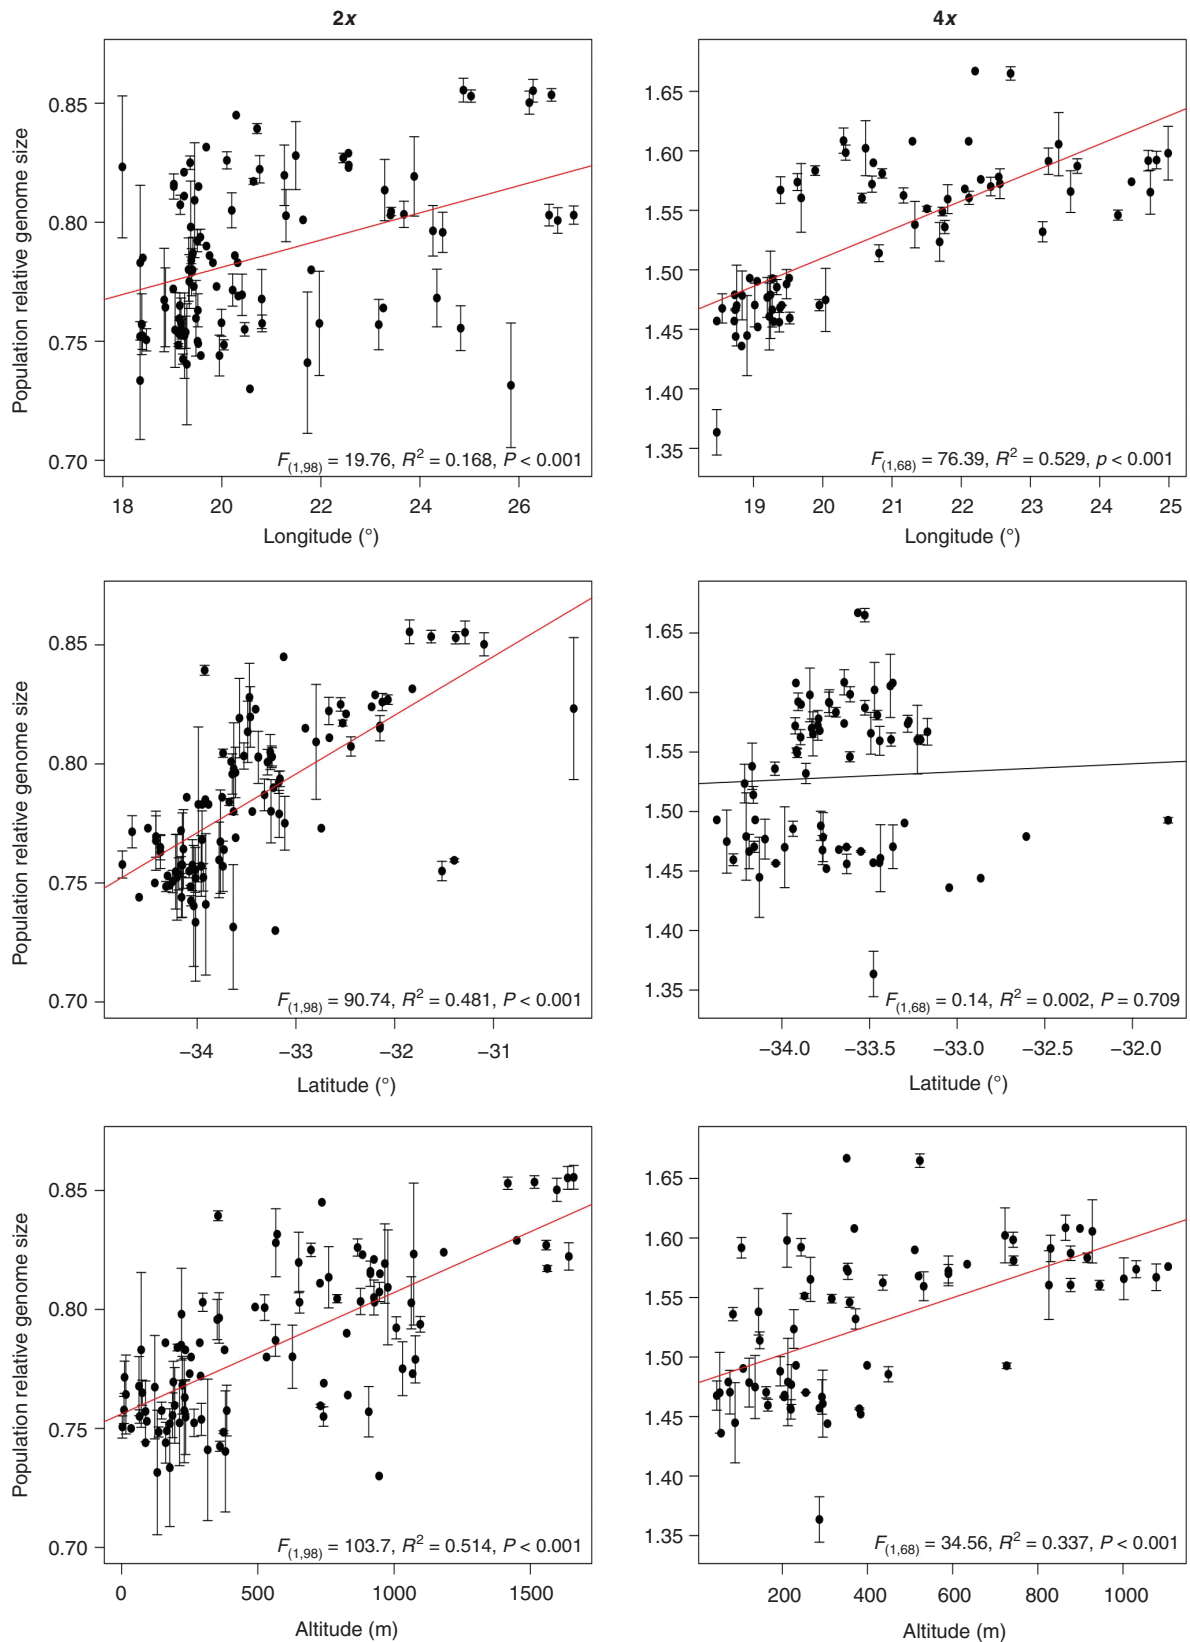 2x
4x
Population relative genome size
0.85
0.80
0.75
0.70
F(1,98) = 19.76, R2 = 0.168, P < 0.001
18 20 22 24 26
Longitude (°)
1.65
1.60
1.55
1.50
1.45
1.40
1.35
F(1,68) = 76.39, R2 = 0.529, p < 0.001
19 20 21 22 23 24 25
Longitude (°)
Population relative genome size
0.85
0.80
0.75
0.70
F(1,98) = 90.74, R2 = 0.481, P < 0.001
−34 −33 −32 −31
Latitude (°)
1.65
1.60
1.55
1.50
1.45
1.40
1.35
F(1,68) = 0.14, R2 = 0.002, P = 0.709
−34.0 −33.5 −33.0 −32.5 −32.0
Latitude (°)
Population relative genome size
0.85
0.80
0.75
0.70
F(1,98) = 103.7, R2 = 0.514, P < 0.001
0 500 1000 1500
Altitude (m)
1.65
1.60
1.55
1.50
1.45
1.40
1.35
F(1,68) = 34.56, R2 = 0.337, P < 0.001
200 400 600 800 1000
Altitude (m)